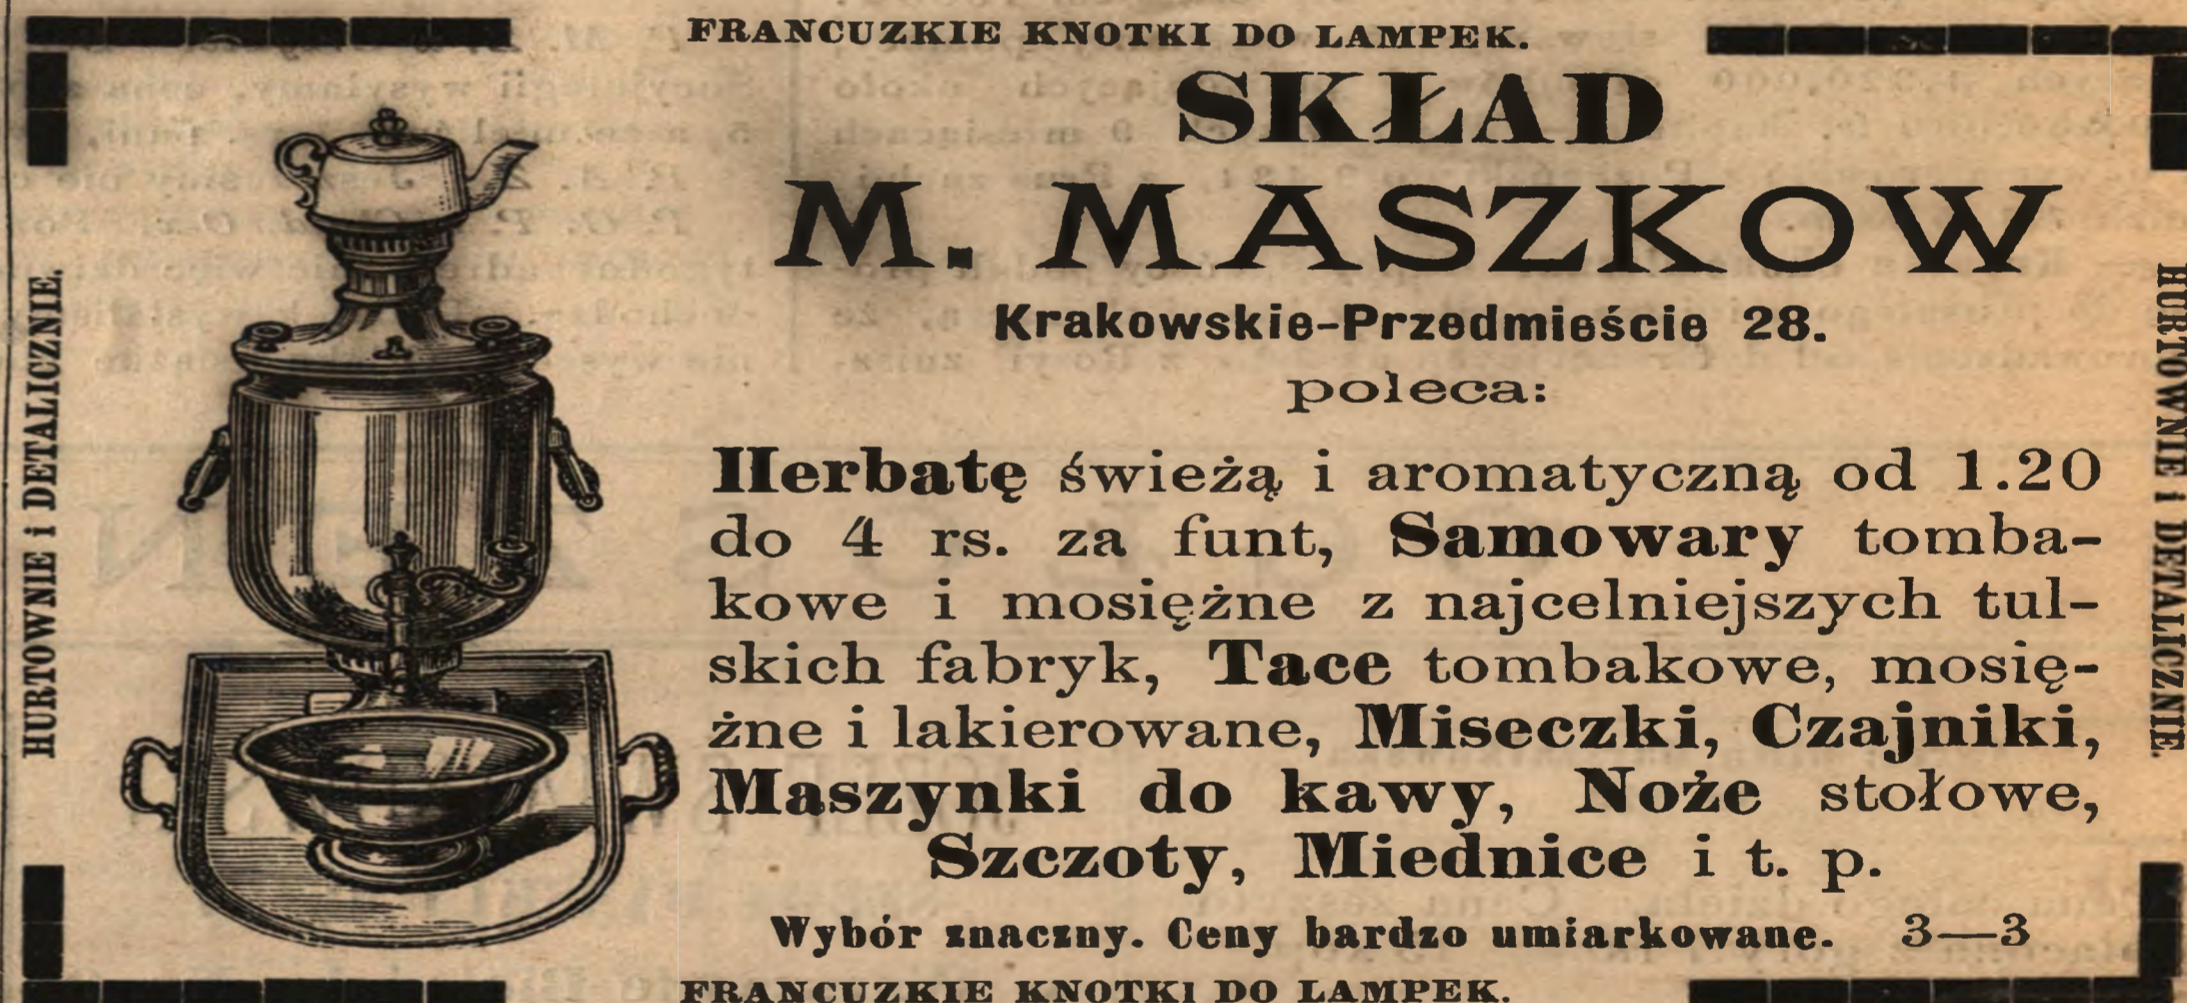 FRANCUZKIE KNOTKI DO LAMPEK.
SKŁAD
M. MASZKOW
Krakowskie-Przedmieście 28.
poleca:
Herbatę świeżą i aromatyczną od 1.20
do 4 rs. za funt, Samowary tomba-
kowe i mosiężne z najcelniejszych tul-
skich fabryk, Tace tombakowe, mosię-
żne i lakierowane, Miseczki, Czajniki,
Maszynki do kawy, Noże stołowe,
Szczoty, Miednice i t. p.
Wybór znaczny. Ceny bardzo umiarkowane. 3—3
FRANCUZKIE KNOTKI DO LAMPEK.
HURTOWNIE i DETALICZNIE.
HURTOWNIE i DETALICZNIE.